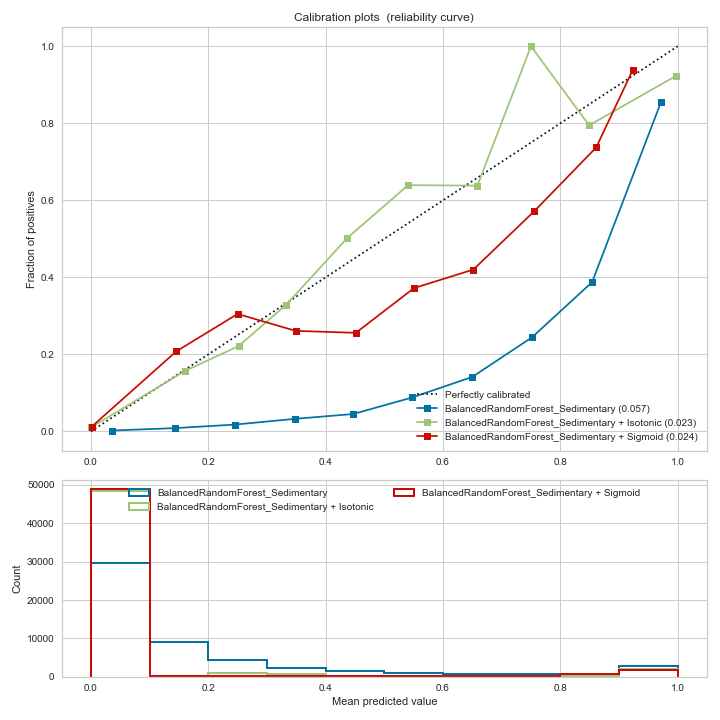 Calibration plots (reliability curve)
1.0
0.8
0.6
0.4
0.2
0.0
Fraction of positives
Perfectly calibrated
BalancedRandomForest_Sedimentary (0.057)
BalancedRandomForest_Sedimentary + Isotonic (0.023)
BalancedRandomForest_Sedimentary + Sigmoid (0.024)
0.0 0.2 0.4 0.6 0.8 1.0
50000
40000
30000
20000
10000
0
Count
BalancedRandomForest_Sedimentary
BalancedRandomForest_Sedimentary + Isotonic
BalancedRandomForest_Sedimentary + Sigmoid
0.0 0.2 0.4 0.6 0.8 1.0
Mean predicted value